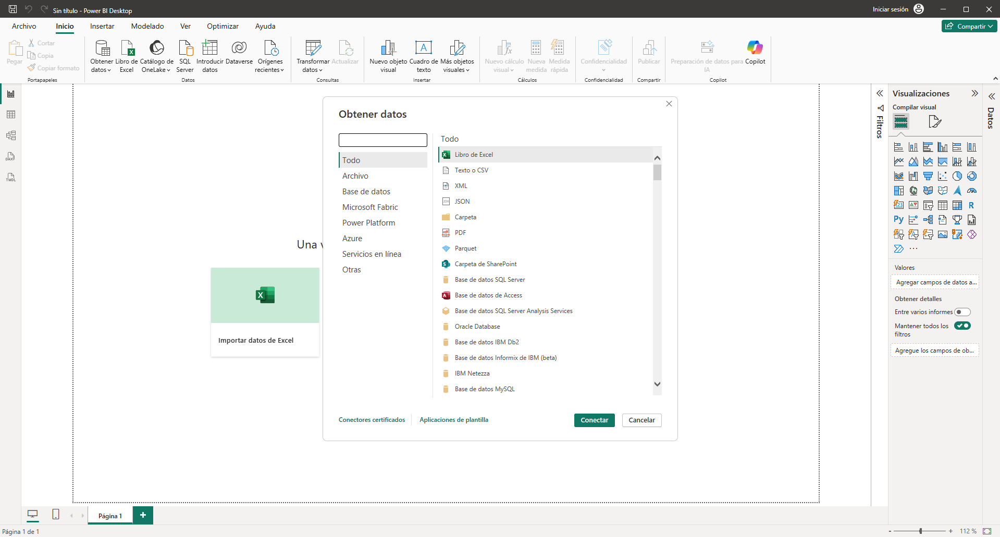 Sin título - Power BI Desktop
Iniciar sesión
Archivo
Inicio
Insertar
Modelado
Ver
Optimizar
Ayuda
Compartir
Pegar
Cortar
Copia
Copiar formato
Portapapeles
Obtener datos
Libro de Excel
Catálogo de OneLake
SQL Server
Introducir datos
Dataverse
Orígenes recientes
Datos
Transformar datos
Actualizar
Consultas
Nuevo objeto visual
Cuadro de texto
Más objetos visuales
Insertar
Nuevo cálculo visual
Nueva medida
Medida rápida
Cálculos
Confidencialidad
Confidencialidad
Publicar
Compartir
Preparación de datos para IA
Copilot
Copilot
DAX
TMDL
Una v
Importar datos de Excel
Obtener datos
Todo
Archivo
Base de datos
Microsoft Fabric
Power Platform
Azure
Servicios en línea
Otras
Todo
Libro de Excel
Texto o CSV
XML
JSON
Carpeta
PDF
Parquet
Carpeta de SharePoint
Base de datos SQL Server
Base de datos de Access
Base de datos SQL Server Analysis Services
Oracle Database
Base de datos IBM Db2
Base de datos Informix de IBM (beta)
IBM Netezza
Base de datos MySQL
Conectores certificados
Aplicaciones de plantilla
Conectar
Cancelar
Filtros
Visualizaciones
Compilar visual
123
R
Py
Valores
Agregar campos de datos a...
Obtener detalles
Entre varios informes
Mantener todos los filtros
Agregue los campos de ob...
Datos
Página 1
Página 1 de 1
112 %